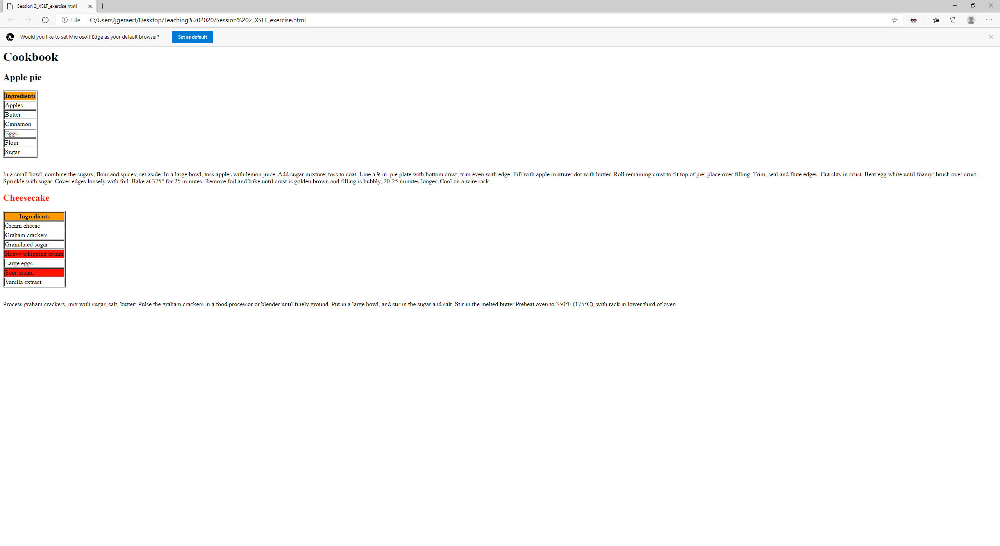 Session 2_XSLT_exercise.html
File C:/Users/jgeraert/Desktop/Teaching%202020/Session%202_XSLT_exercise.html
Would you like to set Microsoft Edge as your default browser? Set as default
Cookbook
Apple pie
Ingredients
Apples
Butter
Cinnamon
Eggs
Flour
Sugar
In a small bowl, combine the sugars, flour and spices; set aside. In a large bowl, toss apples with lemon juice. Add sugar mixture; toss to coat. Line a 9-in. pie plate with bottom crust; trim even with edge. Fill with apple mixture; dot with butter. Roll remaining crust to fit top of pie; place over filling. Trim, seal and flute edges. Cut slits in crust. Beat egg white until foamy; brush over crust.
Sprinkle with sugar. Cover edges loosely with foil. Bake at 375° for 25 minutes. Remove foil and bake until crust is golden brown and filling is bubbly, 20-25 minutes longer. Cool on a wire rack.
Cheesecake
Ingredients
Cream cheese
Graham crackers
Granulated sugar
Heavy whipping cream
Large eggs
Sour cream
Vanilla extract
Process graham crackers, mix with sugar, salt, butter: Pulse the graham crackers in a food processor or blender until finely ground. Put in a large bowl, and stir in the sugar and salt. Stir in the melted butter.Preheat oven to 350°F (175°C), with rack in lower third of oven.